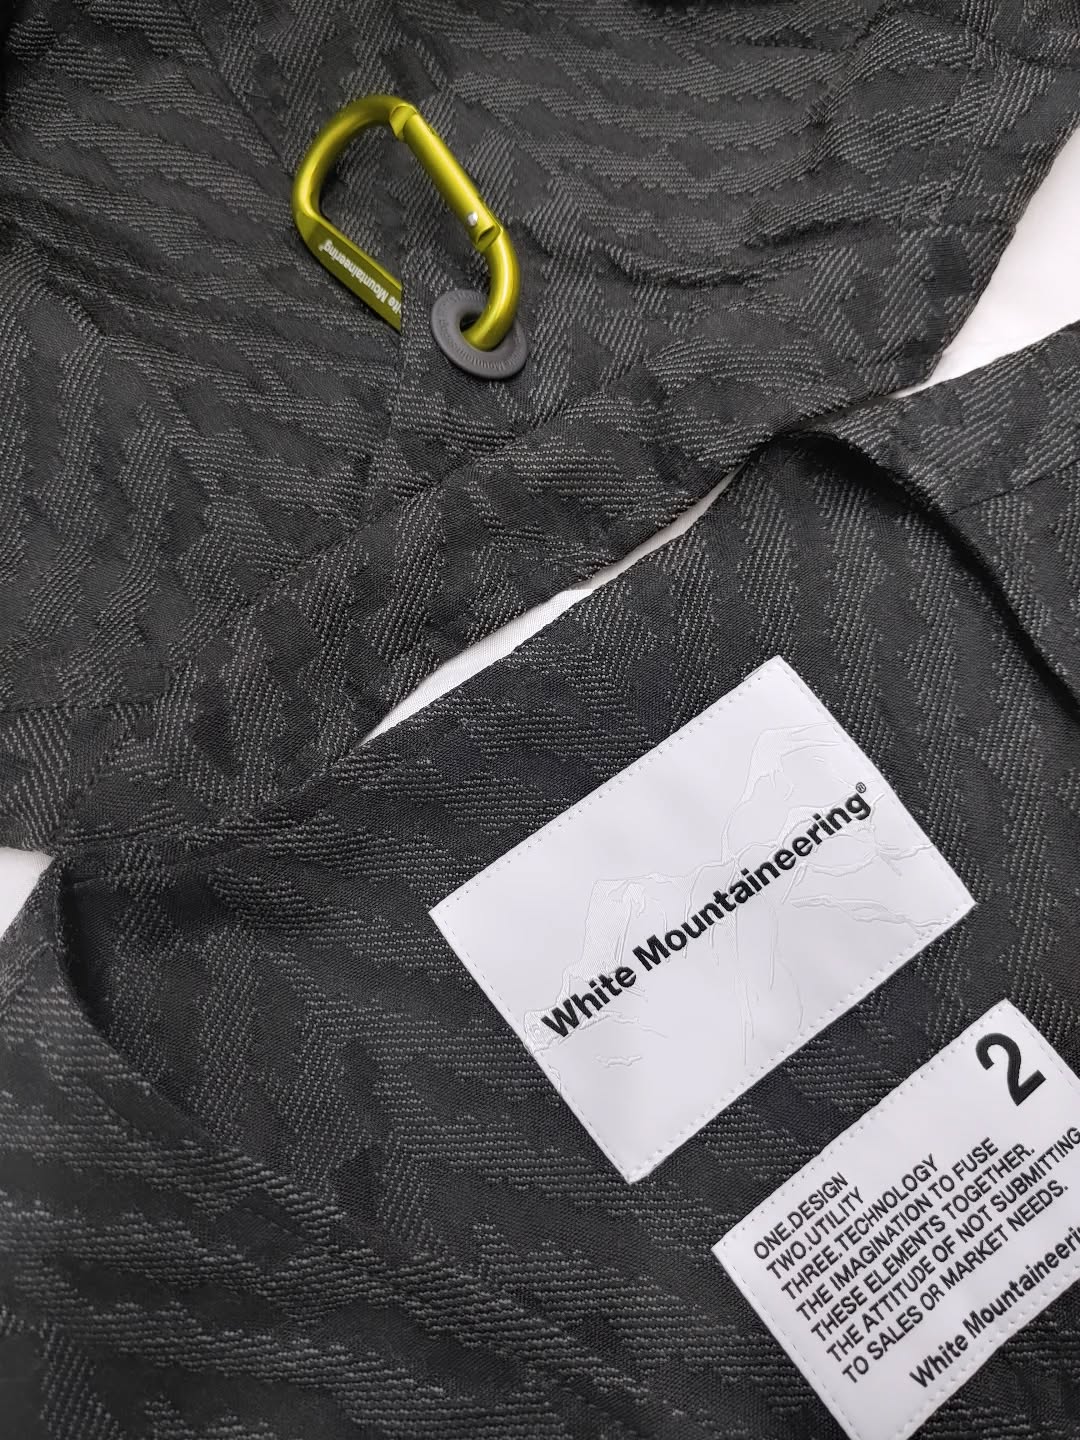 White Mountaineering®
White Mountaineering®
2
ONE.DESIGN
TWO.UTILITY
THREE.TECHNOLOGY
THE IMAGINATION TO FUSE
THESE ELEMENTS TOGETHER.
THE ATTITUDE OF NOT SUBMITTING
TO SALES OR MARKET NEEDS.
White Mountaineerin